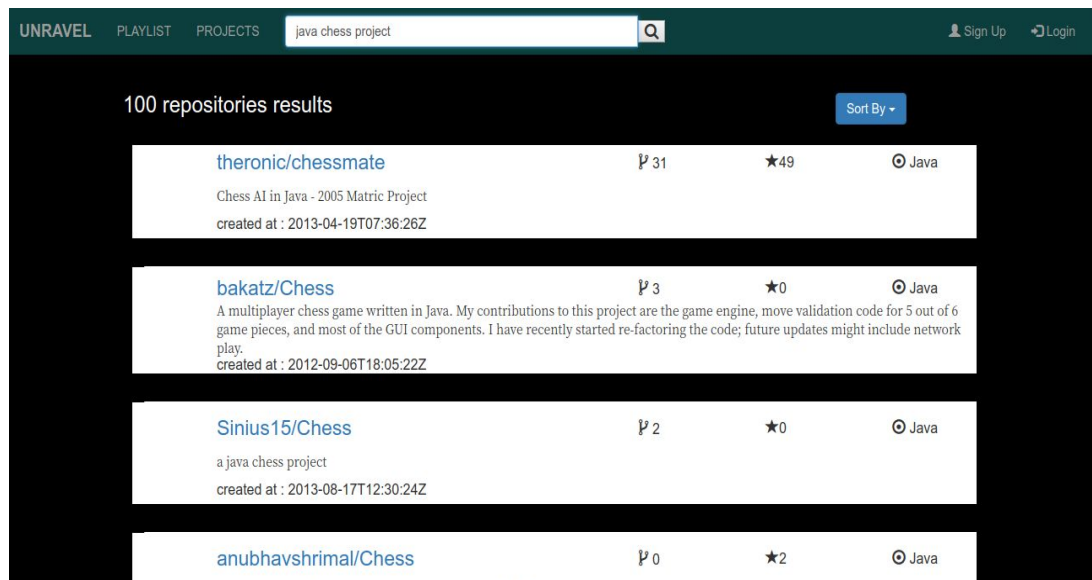 UNRAVEL PLAYLIST PROJECTS java chess project Sign Up Login
100 repositories results Sort By
theronic/chessmate 31 49 Java
Chess AI in Java - 2005 Matric Project
created at : 2013-04-19T07:36:26Z
bakatz/Chess 3 0 Java
A multiplayer chess game written in Java. My contributions to this project are the game engine, move validation code for 5 out of 6
game pieces, and most of the GUI components. I have recently started re-factoring the code; future updates might include network
play.
created at : 2012-09-06T18:05:22Z
Sinius15/Chess 2 0 Java
a java chess project
created at : 2013-08-17T12:30:24Z
anubhavshrimal/Chess 0 2 Java